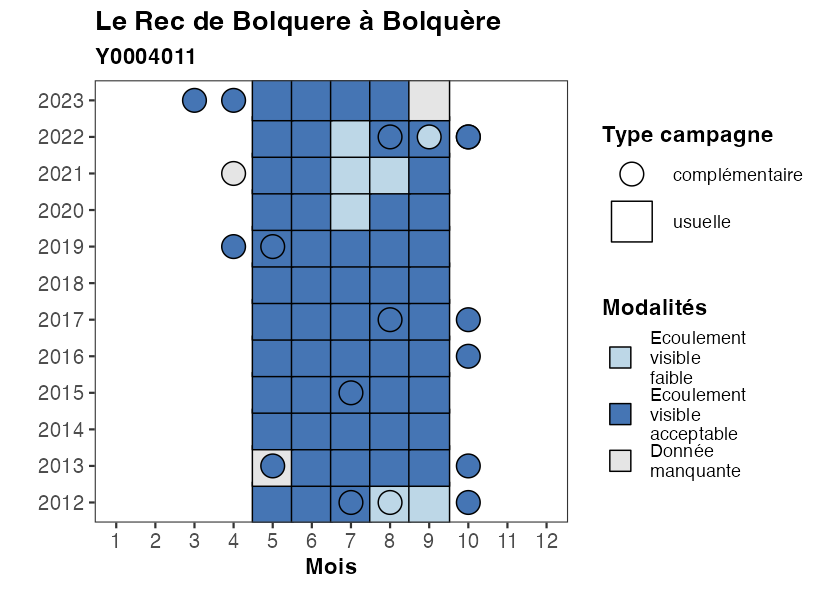 Le Rec de Bolquere à Bolquère
Y0004011
2023
2022
2021
2020
2019
2018
2017
2016
2015
2014
2013
2012
1 2 3 4 5 6 7 8 9 10 11 12
Mois
Type campagne
complémentaire
usuelle
Modalités
Ecoulement
visible
faible
Ecoulement
visible
acceptable
Donnée
manquante